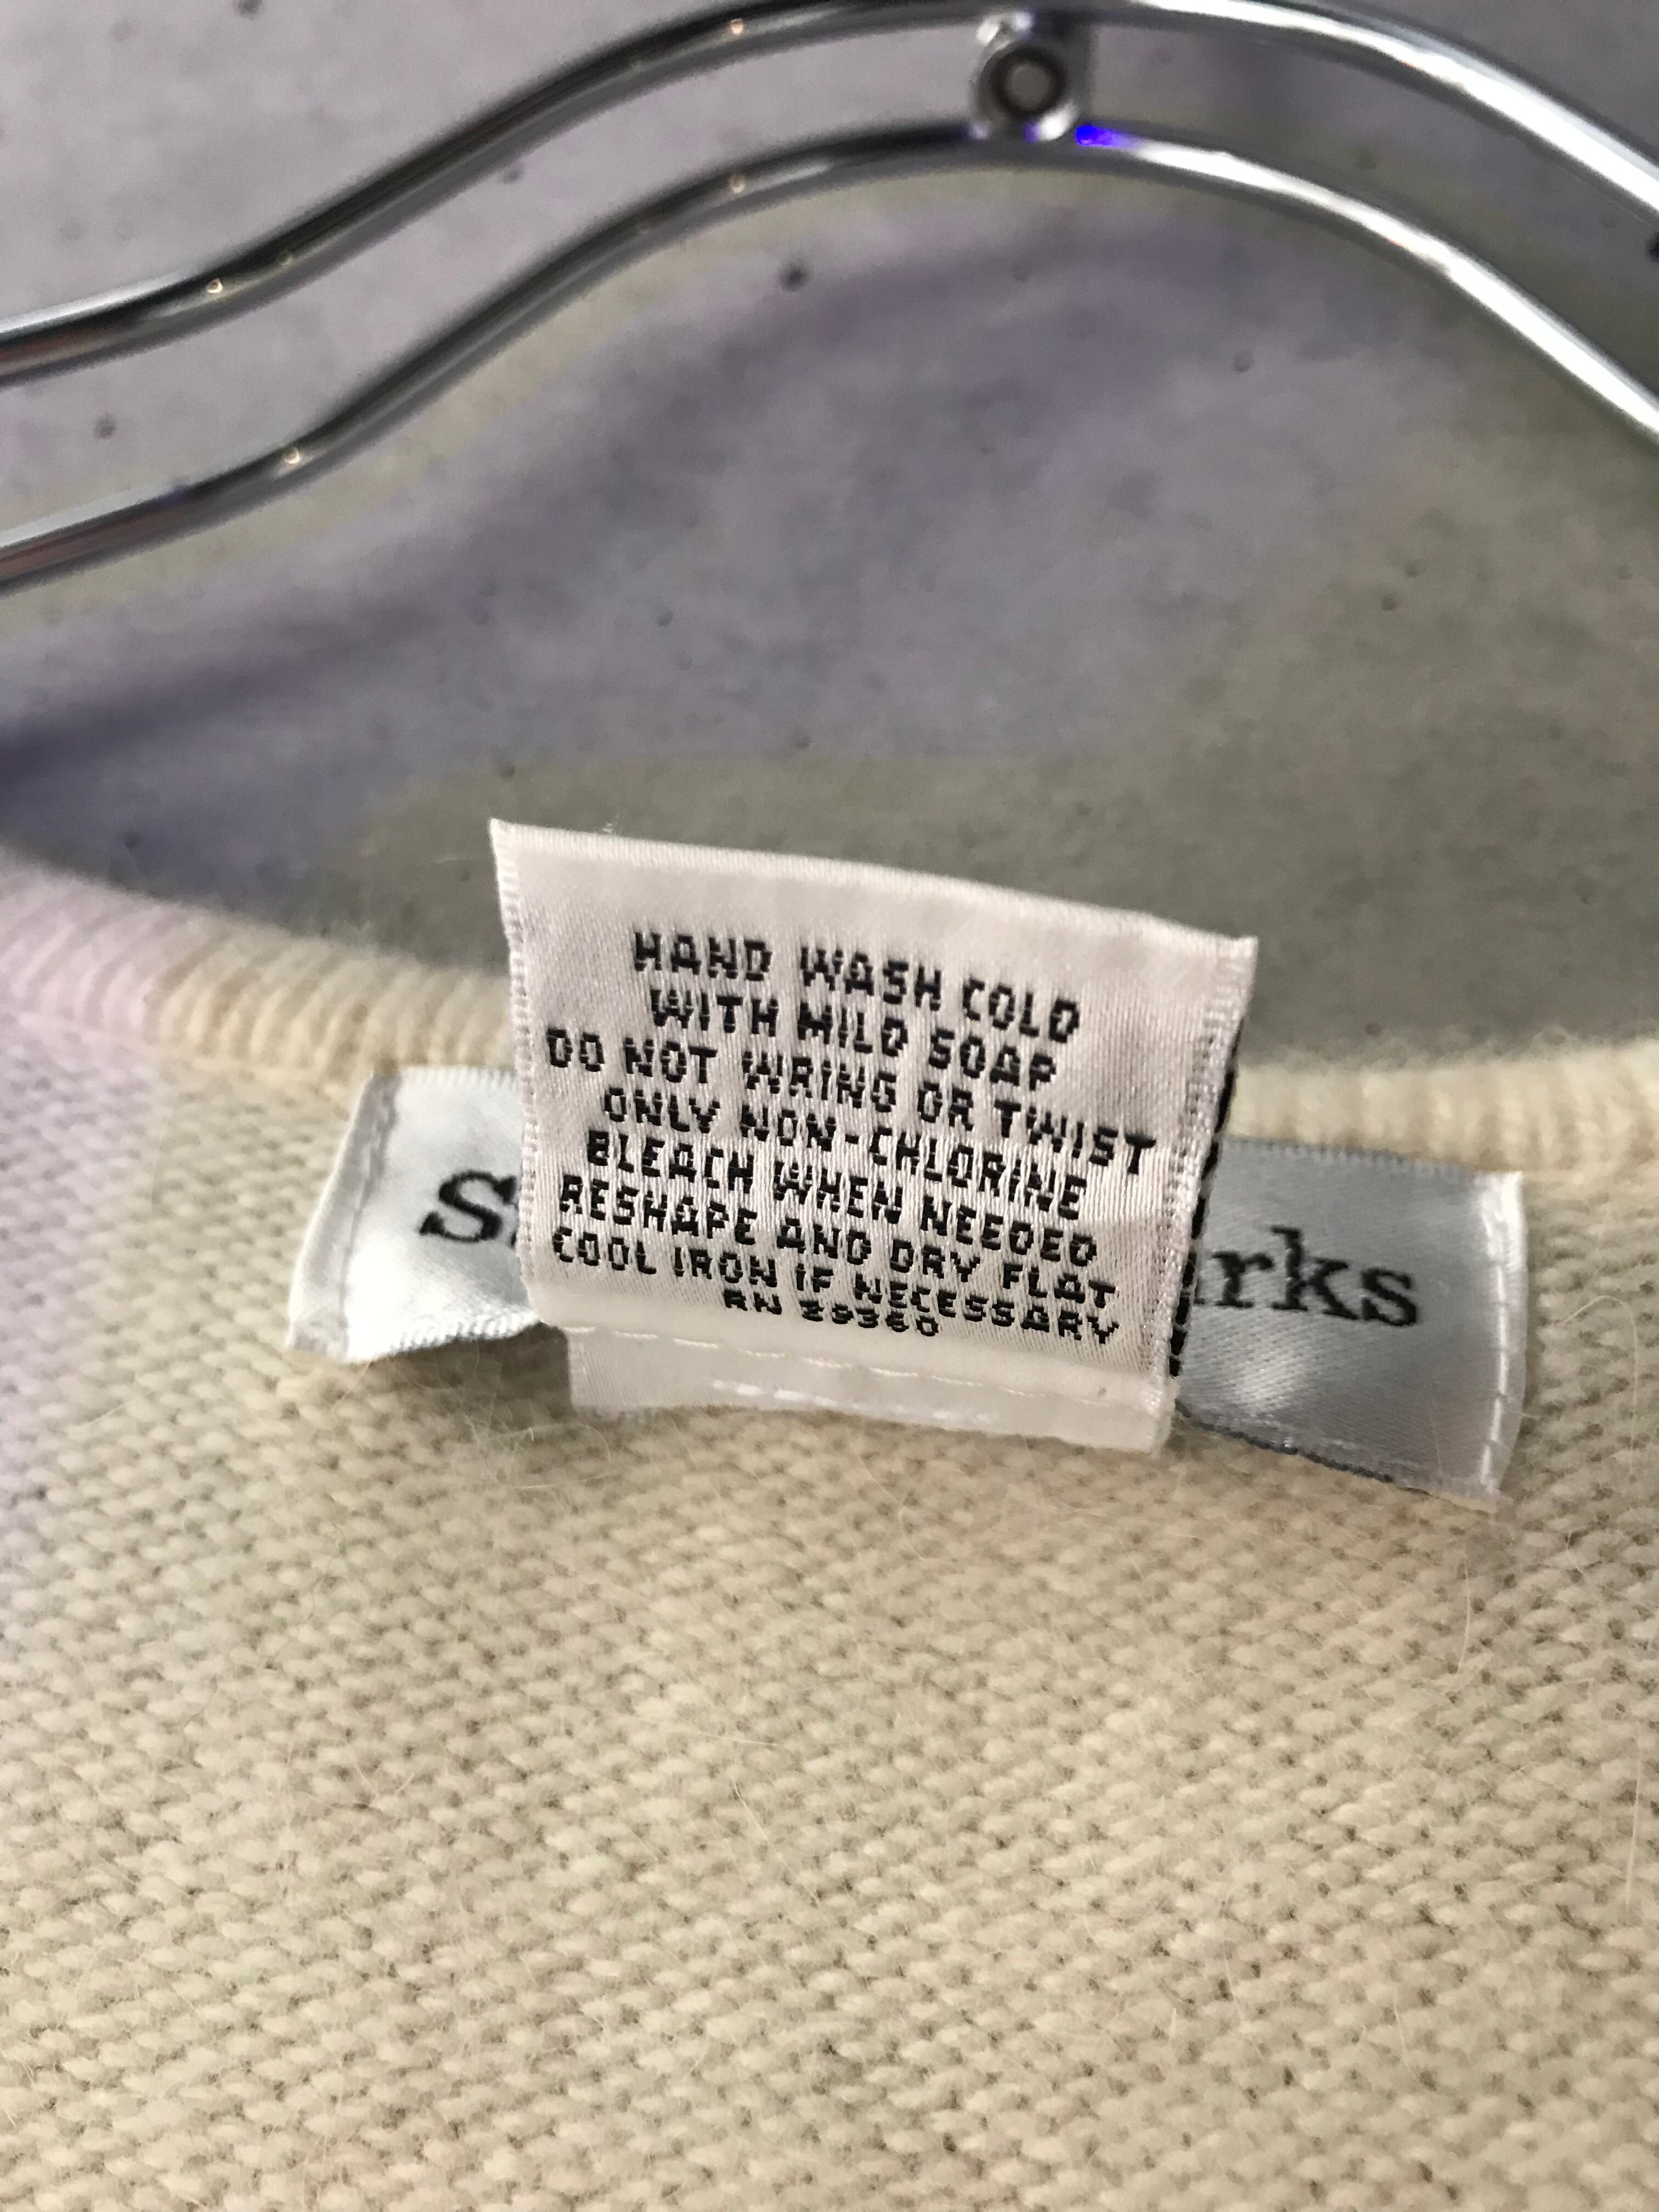 HAND WASH COLD
WITH MILD SOAP
DO NOT WRING OR TWIST
ONLY NON-CHLORINE
BLEACH WHEN NEEDED
RESHAPE AND DRY FLAT
COOL IRON IF NECESSARY
RN